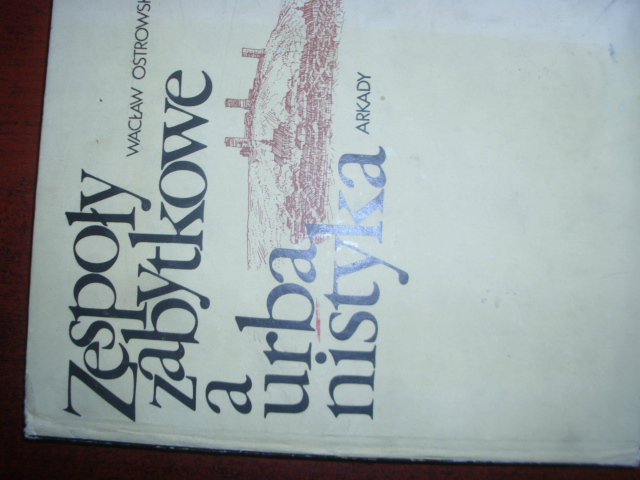 WACŁAW OSTROWSK
Zespoły
zabytkowe
a
urba
nistyka
ARKADY